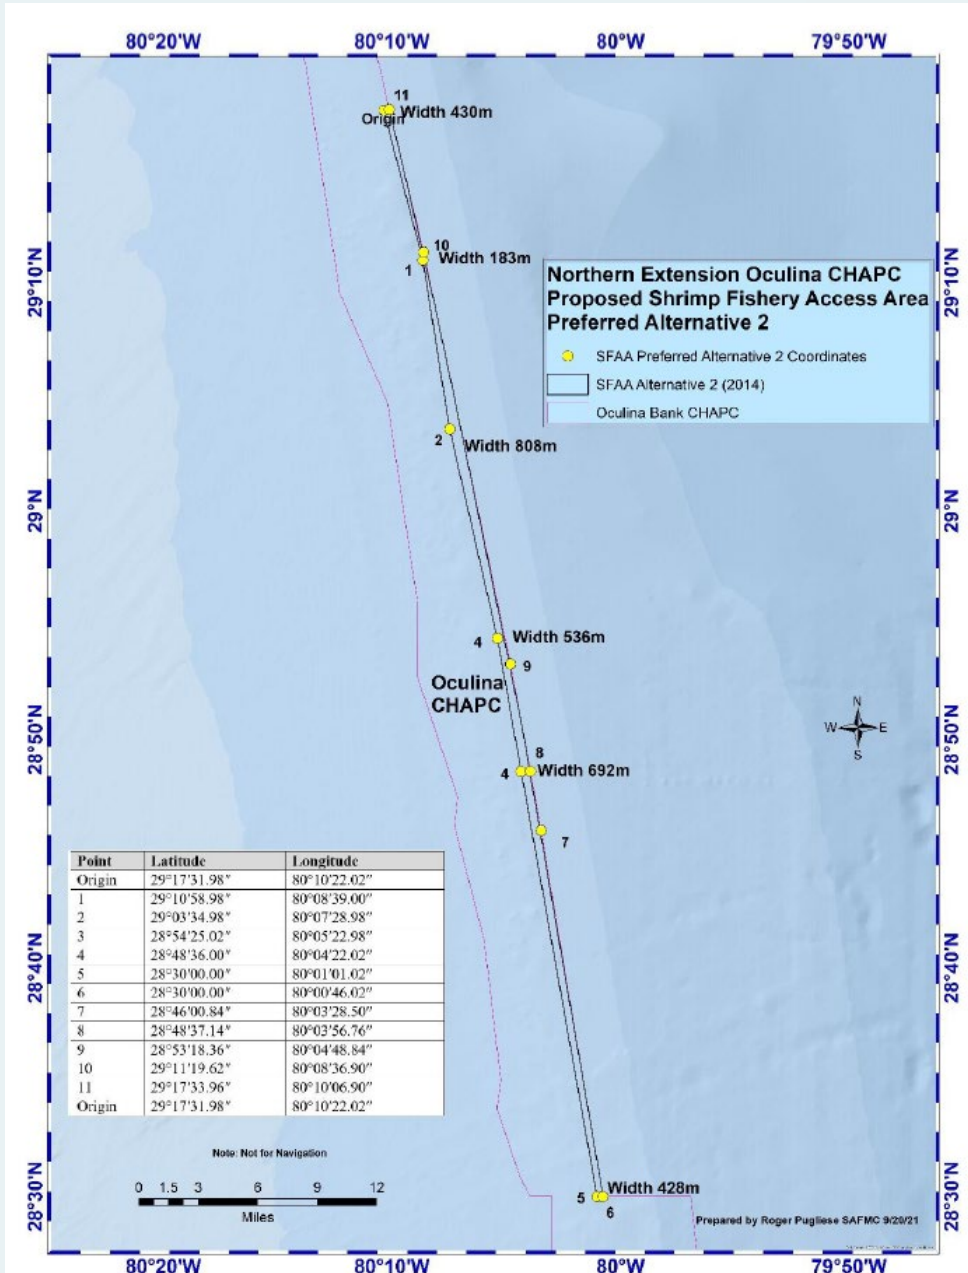 80°20'W 80°10'W 80°0'W 79°50'W
11
Width 430m
Origin
10
Width 183m
1
29°10'N
29°10'N
Northern Extension Oculina CHAPC
Proposed Shrimp Fishery Access Area
Preferred Alternative 2
SFAA Preferred Alternative 2 Coordinates
SFAA Alternative 2 (2014)
Oculina Bank CHAPC
2
Width 808m
29°N
29°N
4
Width 536m
9
Oculina
CHAPC
28°50'N
28°50'N
N
W E
S
8
4
Width 692m
7
Point Latitude Longitude
Origin 29°17'31.98" 80°10'22.02"
1 29°10'58.98" 80°08'39.00"
2 29°03'34.98" 80°07'28.98"
3 28°54'25.02" 80°05'22.98"
4 28°48'36.00" 80°04'22.02"
5 28°30'00.00" 80°01'01.02"
6 28°30'00.00" 80°00'46.02"
7 28°46'00.84" 80°03'28.50"
8 28°48'37.14" 80°03'56.76"
9 28°53'18.36" 80°04'48.84"
10 29°11'19.62" 80°08'36.90"
11 29°17'33.96" 80°10'06.90"
Origin 29°17'31.98" 80°10'22.02"
28°40'N
28°40'N
Note: Not for Navigation
0 1.5 3 6 9 12
Miles
28°30'N
28°30'N
Width 428m
5
6
Prepared by Roger Pugliese SAFMC 9/20/21
80°20'W 80°10'W 80°0'W 79°50'W